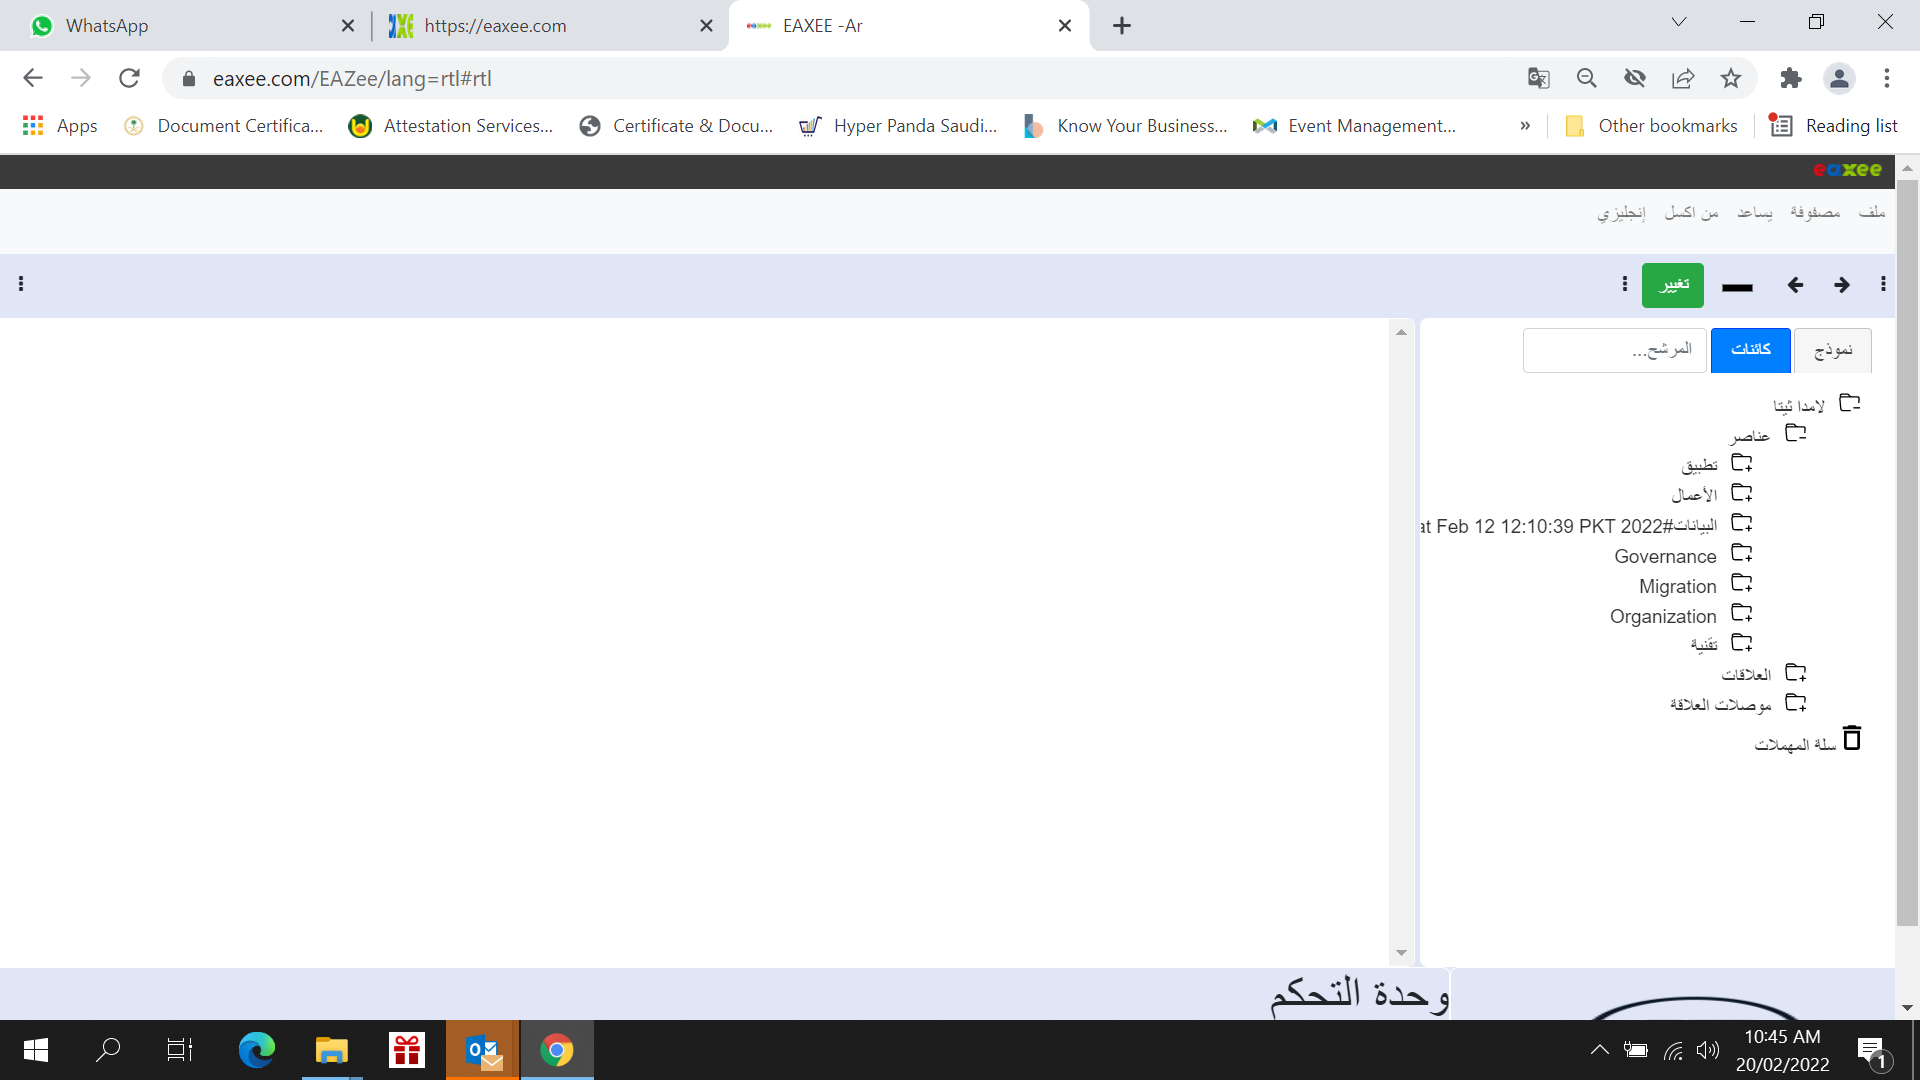 WhatsApp
https://eaxee.com
EAXEE -Ar
eaxee.com/EAZee/lang=rtl#rtl
Apps
Document Certifica...
Attestation Services...
Certificate & Docu...
Hyper Panda Saudi...
Know Your Business...
Event Management...
»
Other bookmarks
Reading list
eaxee
ملف مصفوفة يساعد من اكسل إنجليزي
تغيير
نموذج كائنات المرشح...
لامدا ثيتا
عناصر
تطبيق
الأعمال
البيانات#at Feb 12 12:10:39 PKT 2022
Governance
Migration
Organization
تقنية
العلاقات
موصلات العلاقة
سلة المهملات
وحدة التحكم
10:45 AM
20/02/2022
1